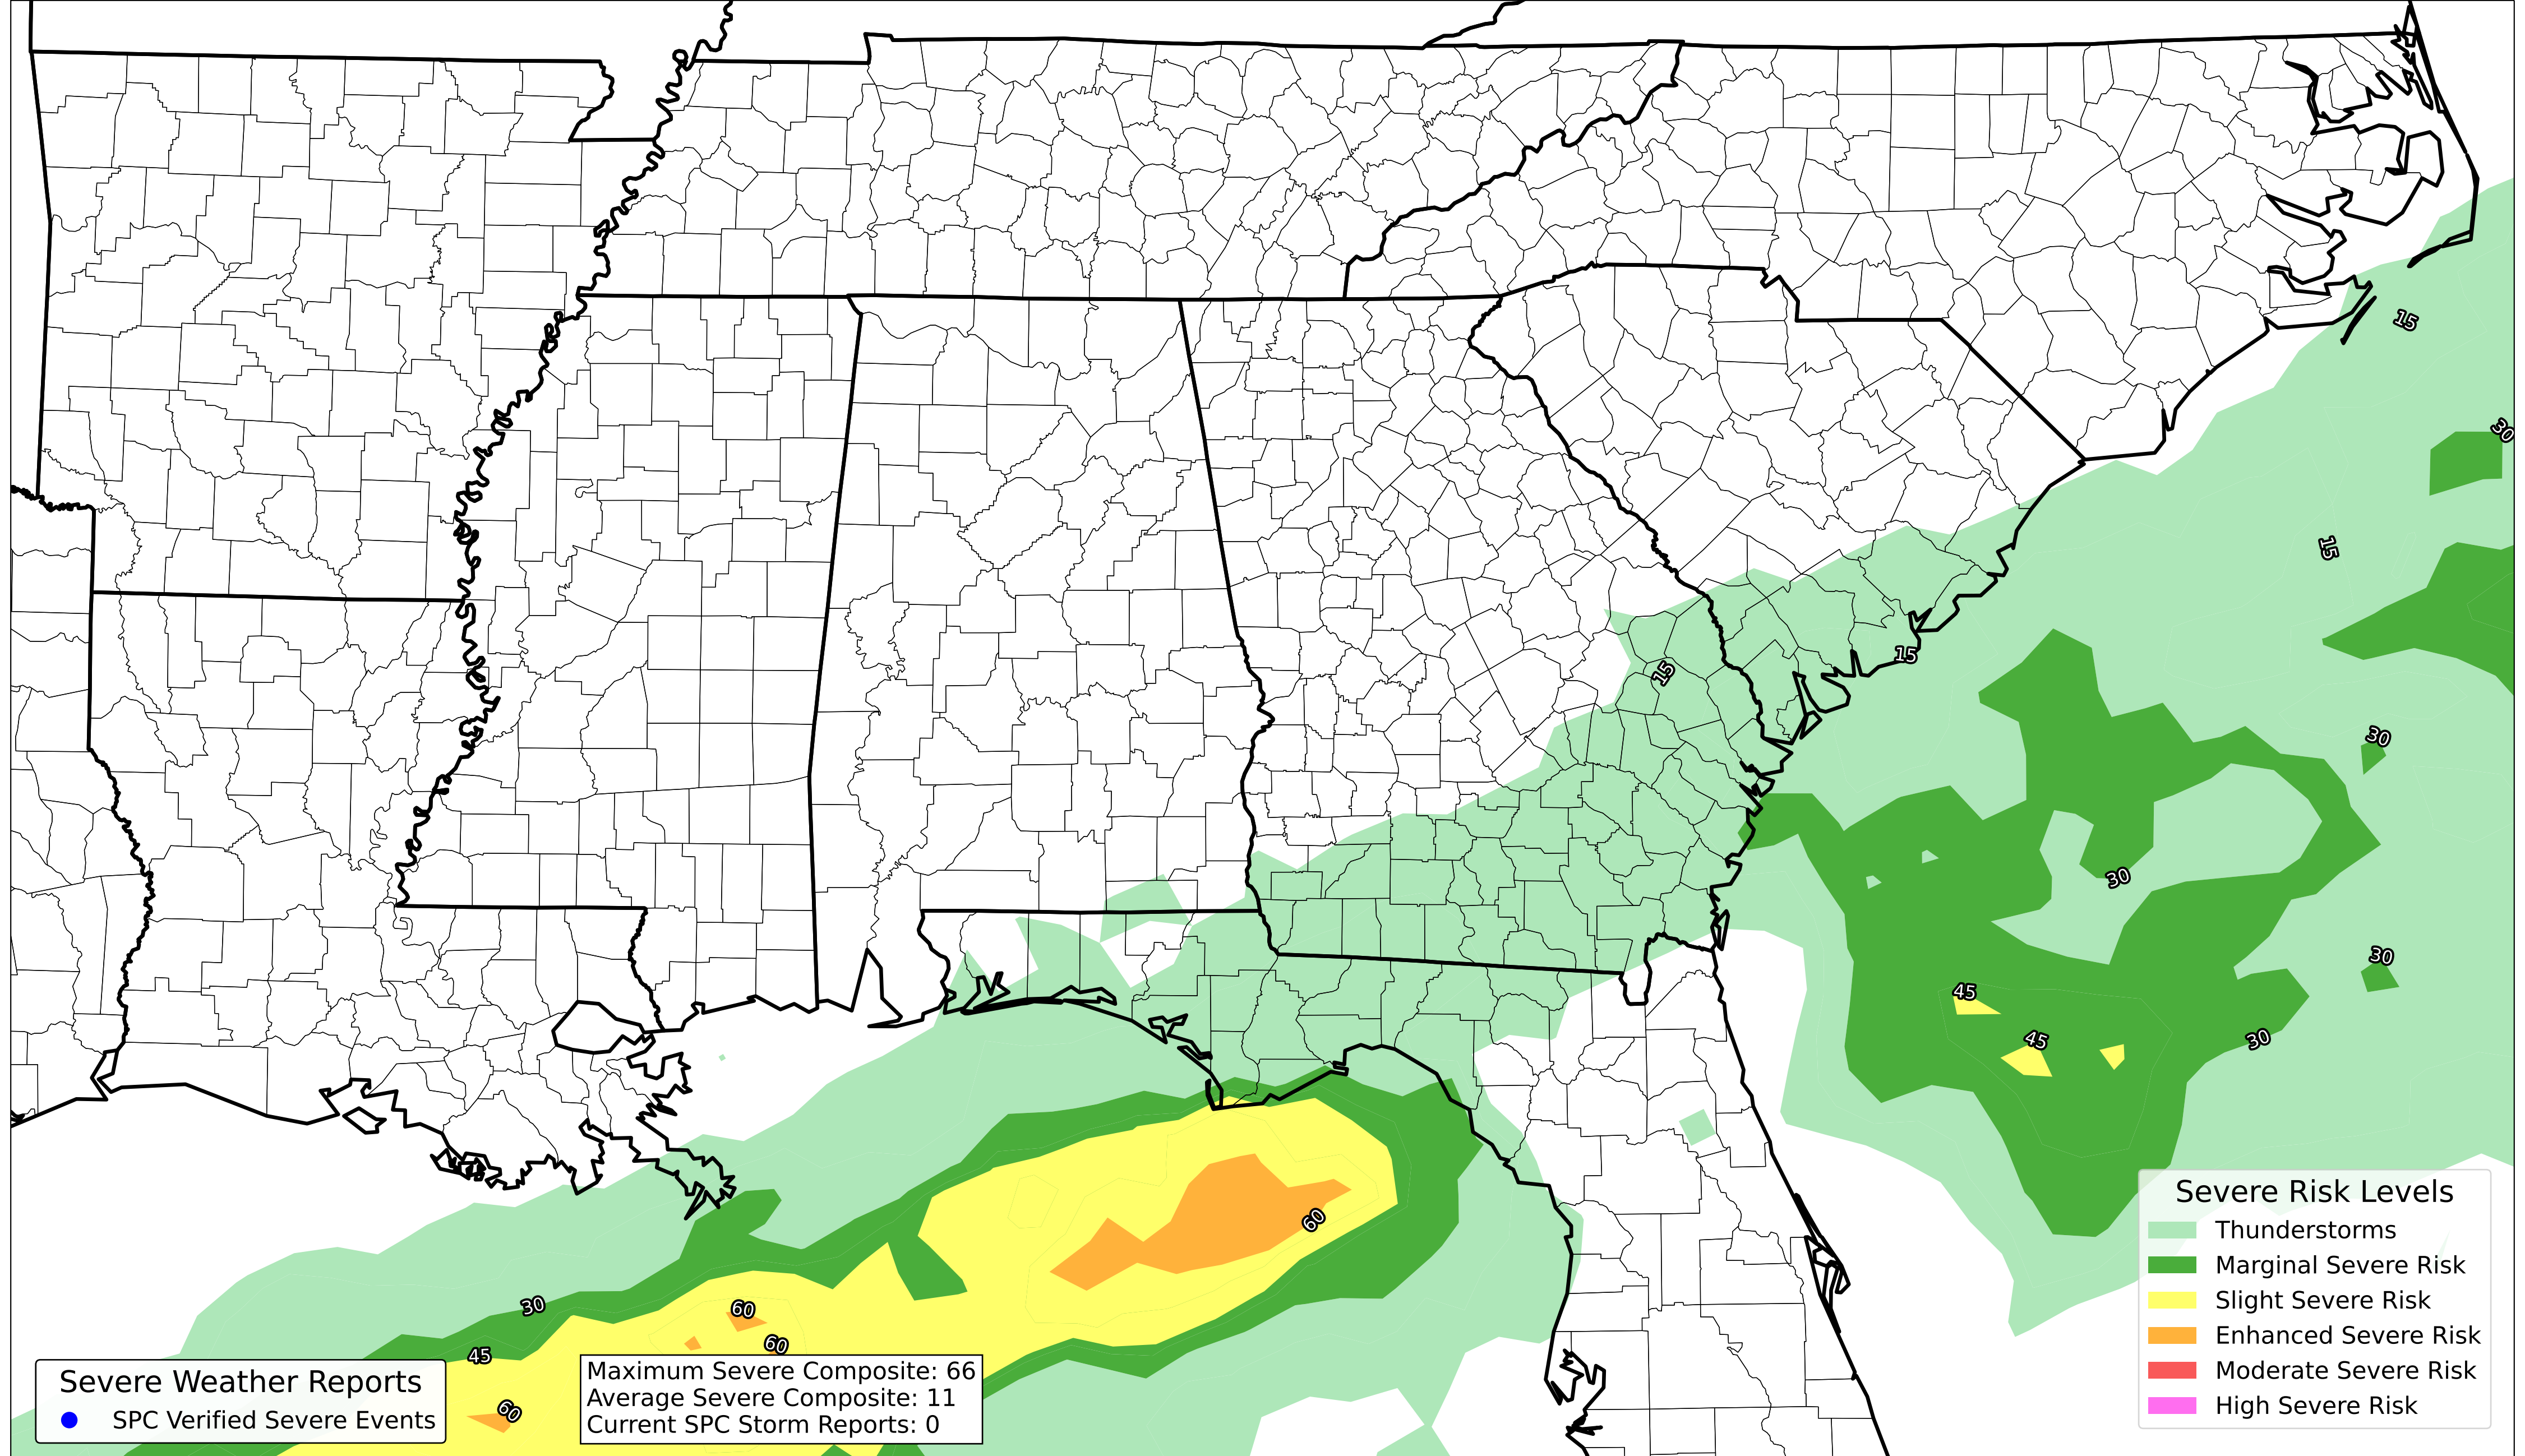 15
30
15
15
15
30
30
30
45
45
30
60
30
60
60
45
60
Severe Risk Levels
Thunderstorms
Marginal Severe Risk
Slight Severe Risk
Enhanced Severe Risk
Moderate Severe Risk
High Severe Risk
Severe Weather Reports
SPC Verified Severe Events
Maximum Severe Composite: 66
Average Severe Composite: 11
Current SPC Storm Reports: 0